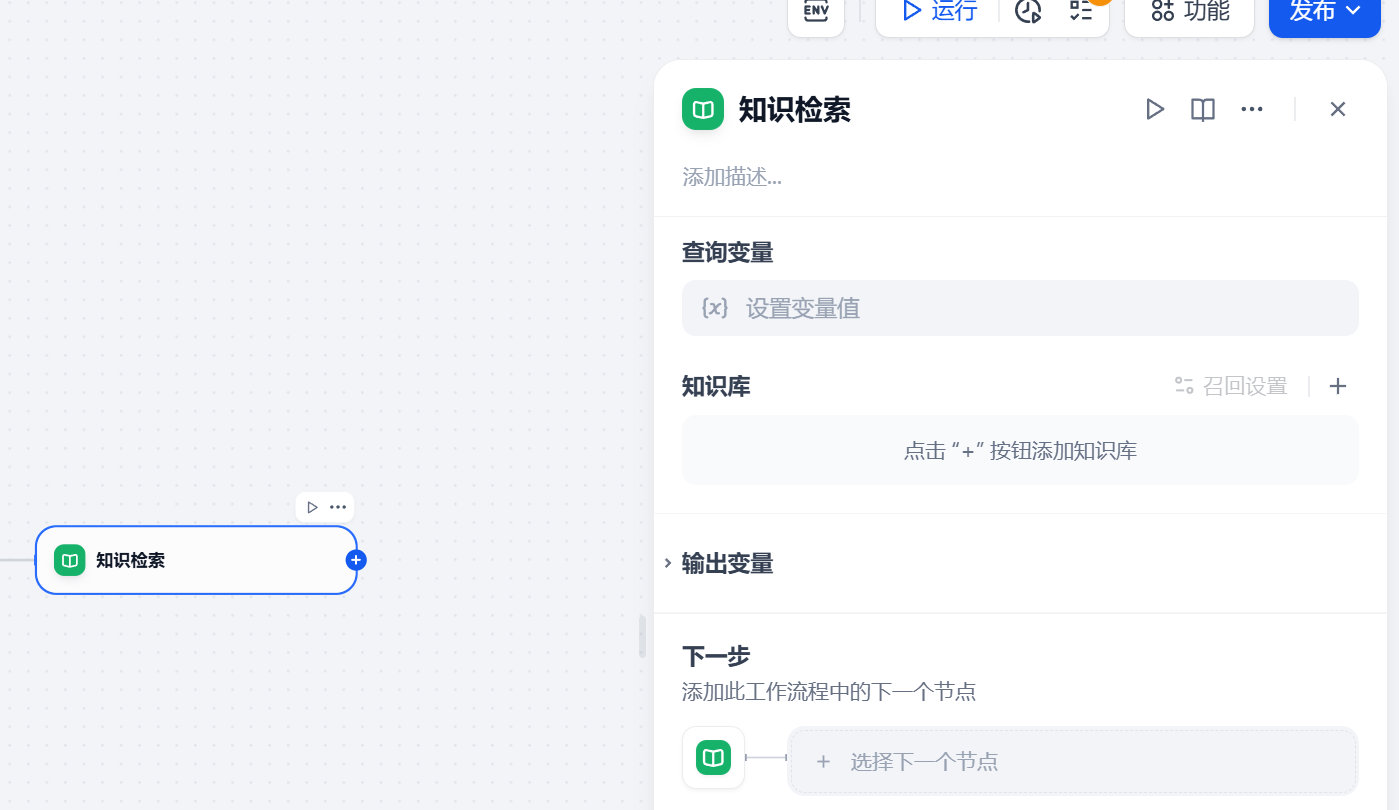 ENV
运行
功能
发布
知识检索
添加描述...
查询变量
{x} 设置变量值
知识库
召回设置
点击 “+” 按钮添加知识库
知识检索
输出变量
下一步
添加此工作流程中的下一个节点
+ 选择下一个节点